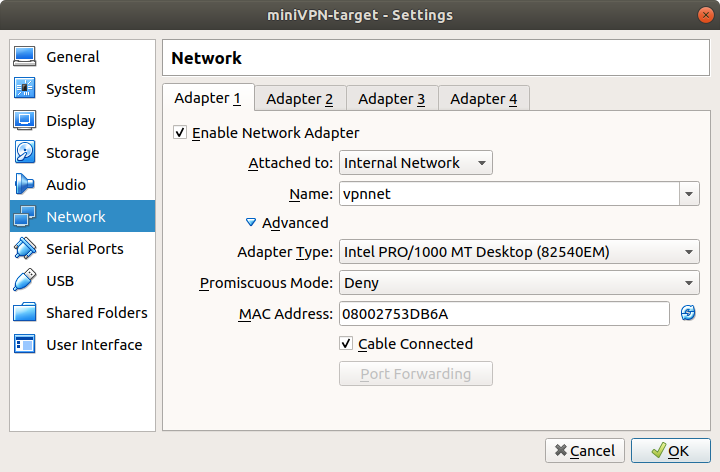 miniVPN-target - Settings
General
System
Display
Storage
Audio
Network
Serial Ports
USB
Shared Folders
User Interface
Network
Adapter 1 Adapter 2 Adapter 3 Adapter 4
Enable Network Adapter
Attached to: Internal Network
Name: vpnnet
Advanced
Adapter Type: Intel PRO/1000 MT Desktop (82540EM)
Promiscuous Mode: Deny
MAC Address: 08002753DB6A
Cable Connected
Port Forwarding
Cancel OK